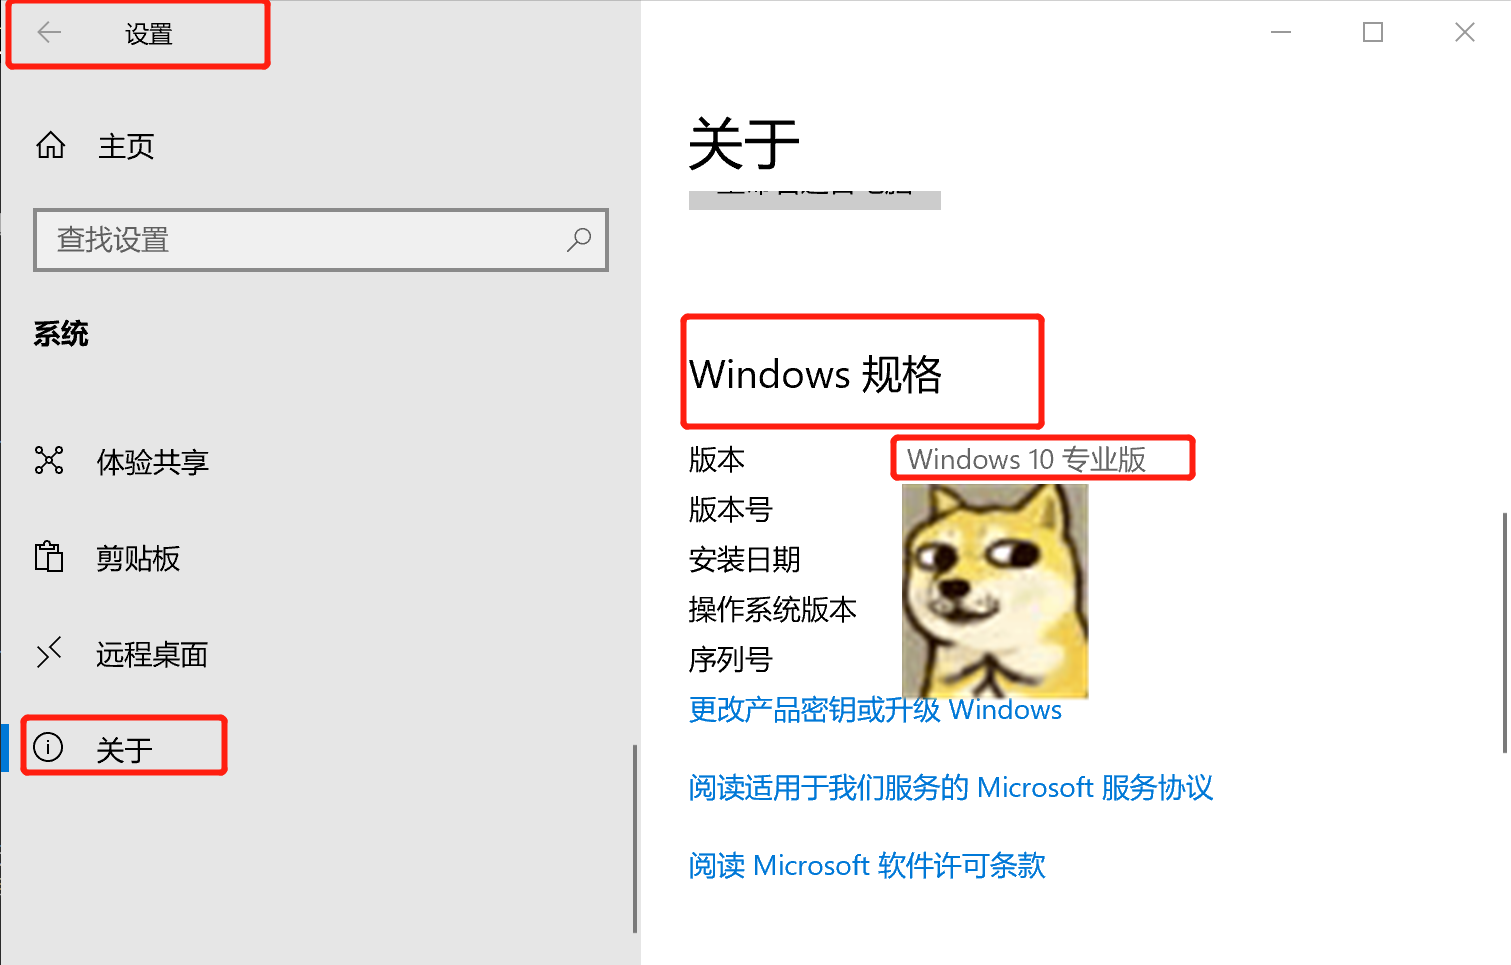 设置
主页
查找设置
系统
体验共享
剪贴板
远程桌面
关于
关于
Windows 规格
版本 Windows 10 专业版
版本号
安装日期
操作系统版本
序列号
更改产品密钥或升级 Windows
阅读适用于我们服务的 Microsoft 服务协议
阅读 Microsoft 软件许可条款